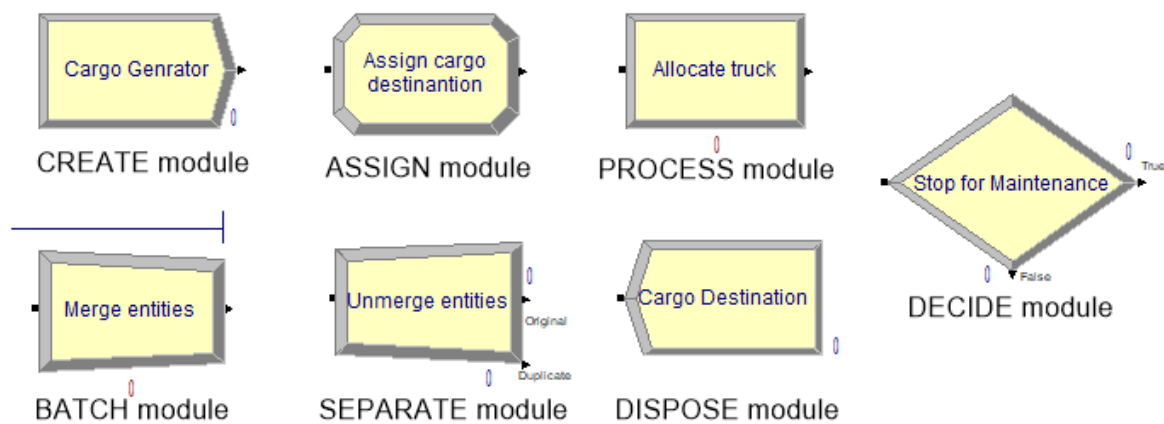 Cargo Genrator
0
CREATE module
Assign cargo
destinantion
ASSIGN module
Allocate truck
0
PROCESS module
Stop for Maintenance
0
True
0
False
DECIDE module
Merge entities
0
BATCH module
Unmerge entities
0
Original
0
Duplicate
SEPARATE module
Cargo Destination
0
DISPOSE module